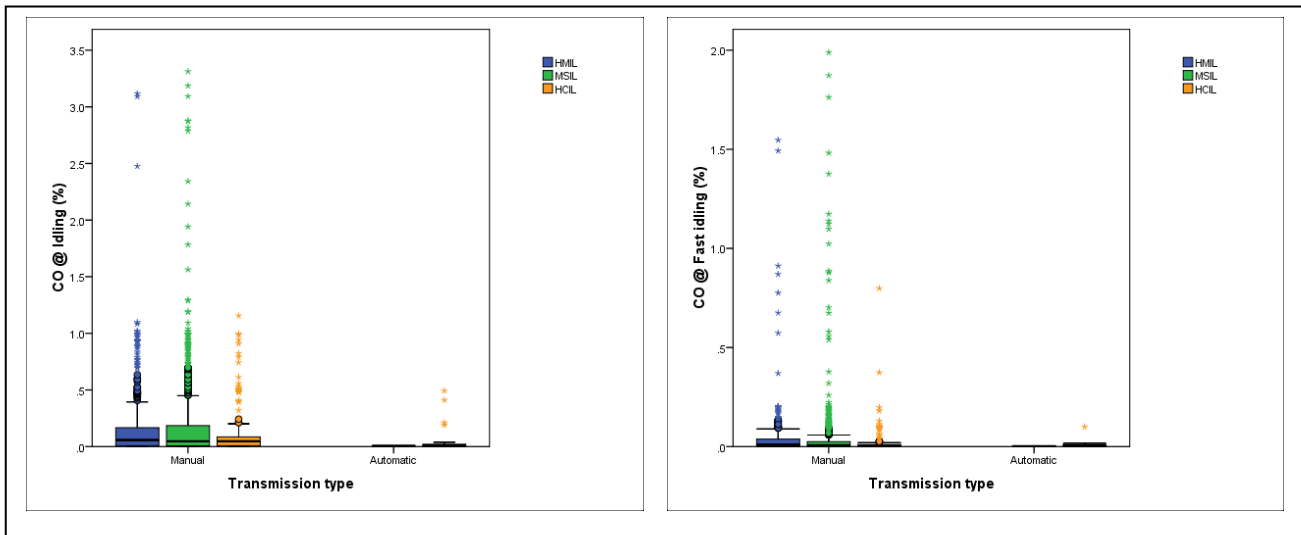 3.5
3.0
2.5
2.0
1.5
1.0
.5
.0
CO @ Idling (%)
Manual
Automatic
Transmission type
HMIL
MSIL
HCIL
2.0
1.5
1.0
.5
.0
CO @ Fast idling (%)
Manual
Automatic
Transmission type
HMIL
MSIL
HCIL